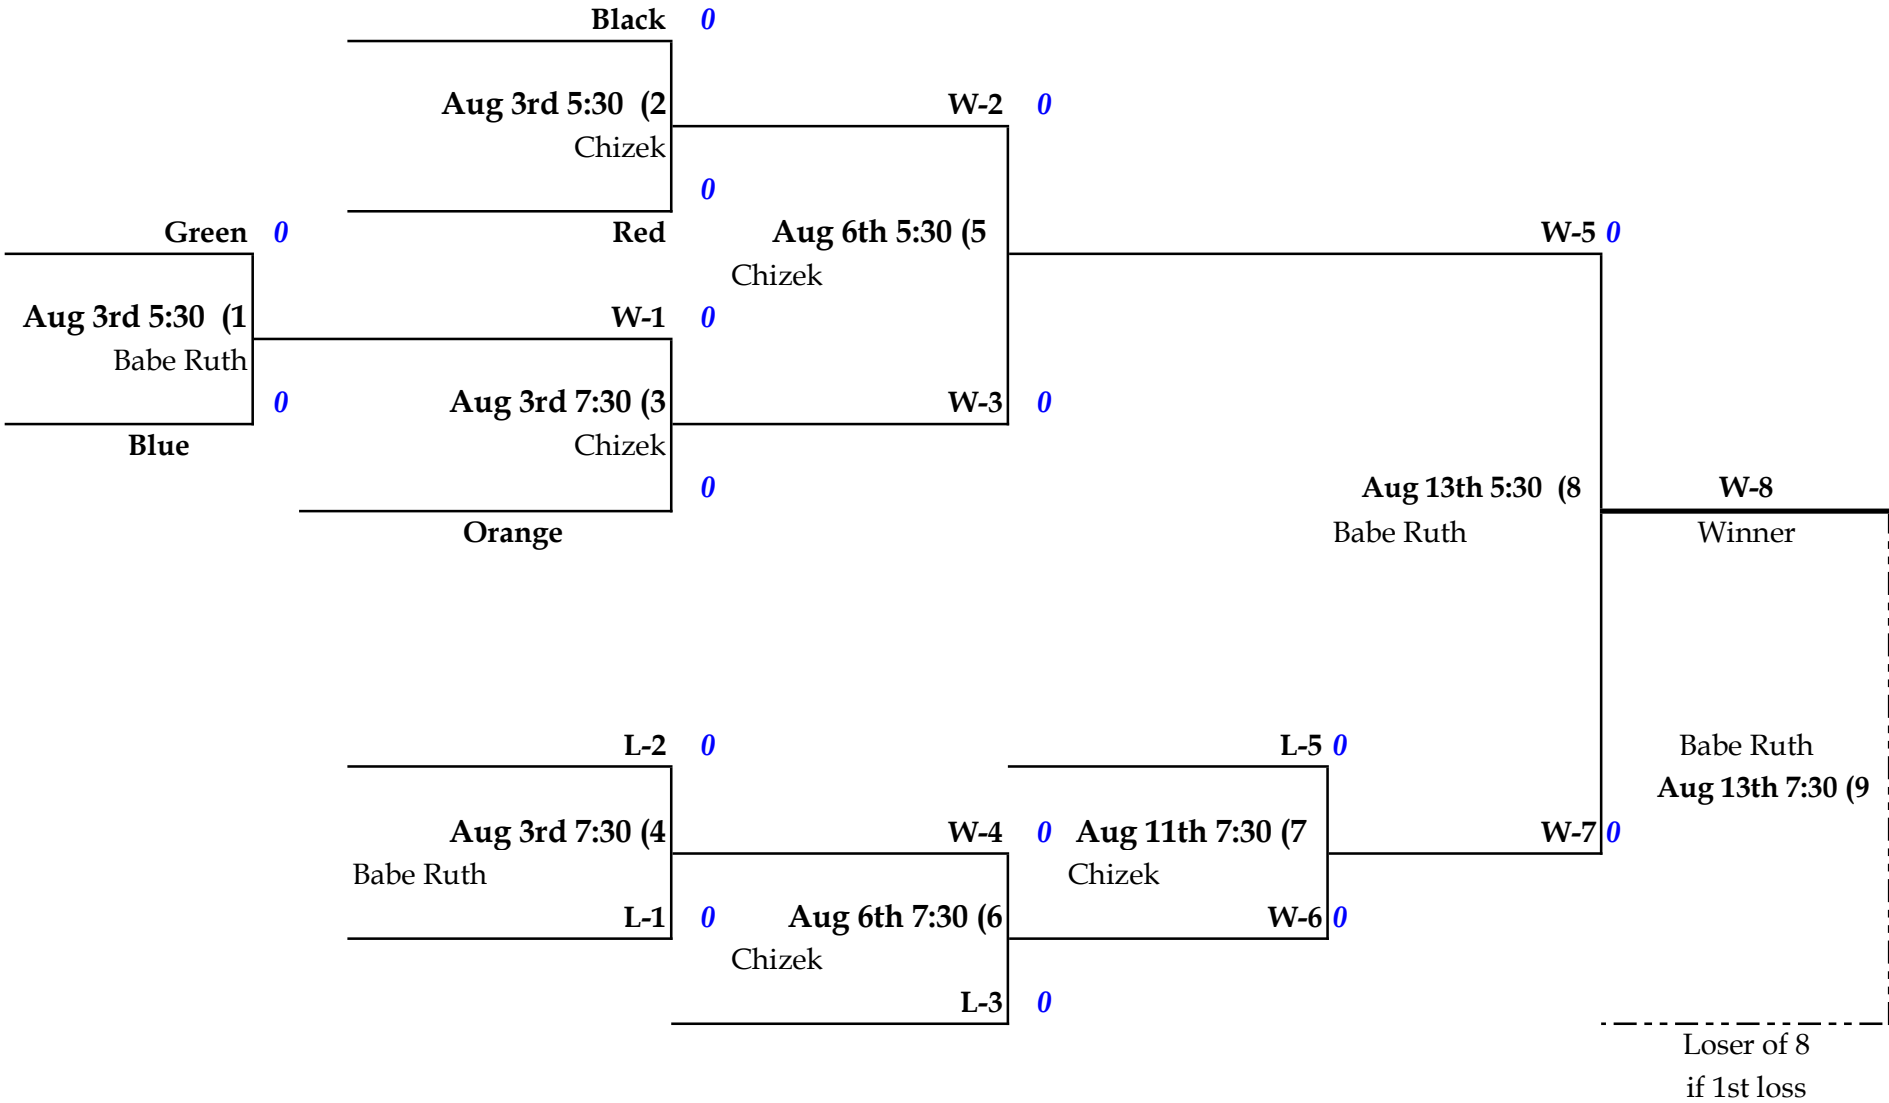 Black 0
Aug 3rd 5:30 (2 W-2 0
Chizek
0
Green 0 Red Aug 6th 5:30 (5 W-5 0
Chizek
Aug 3rd 5:30 (1 W-1 0
Babe Ruth
0 Aug 3rd 7:30 (3 W-3 0
Blue Chizek
0 Aug 13th 5:30 (8 W-8
Orange Babe Ruth Winner
L-2 0 L-5 0 Babe Ruth
Aug 13th 7:30 (9
Aug 3rd 7:30 (4 W-4 0 Aug 11th 7:30 (7 W-7 0
Babe Ruth Chizek
L-1 0 Aug 6th 7:30 (6 W-6 0
Chizek
L-3 0
Loser of 8
if 1st loss